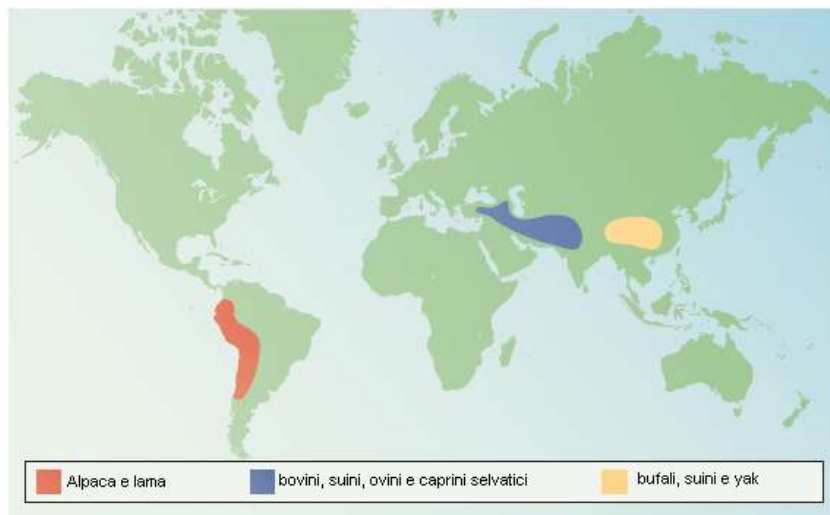 Alpaca e lama
bovini, suini, ovini e caprini selvatici
bufali, suini e yak